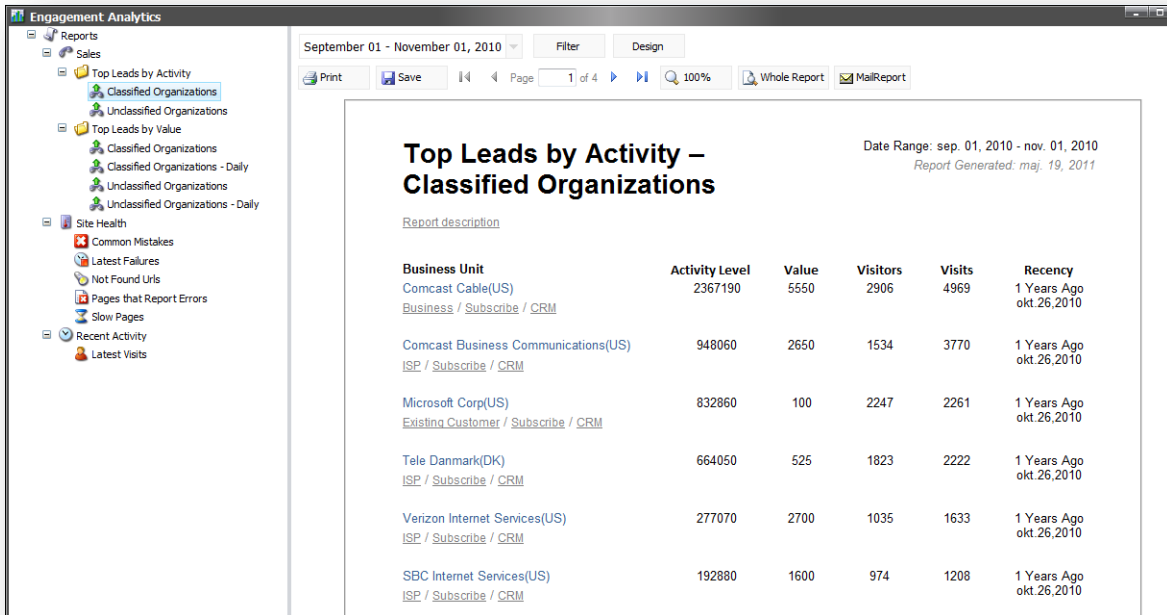 Engagement Analytics
Reports
Sales
Top Leads by Activity
Classified Organizations
Unclassified Organizations
Top Leads by Value
Classified Organizations
Classified Organizations - Daily
Unclassified Organizations
Unclassified Organizations - Daily
Site Health
Common Mistakes
Latest Failures
Not Found Urls
Pages that Report Errors
Slow Pages
Recent Activity
Latest Visits
September 01 - November 01, 2010 Filter Design
Print Save Page 1 of 4 100% Whole Report MailReport
Top Leads by Activity –
Classified Organizations
Date Range: sep. 01, 2010 - nov. 01, 2010
Report Generated: maj. 19, 2011
Report description
Business Unit Activity Level Value Visitors Visits Recency
Comcast Cable(US) 2367190 5550 2906 4969 1 Years Ago
Business / Subscribe / CRM okt.26,2010
Comcast Business Communications(US) 948060 2650 1534 3770 1 Years Ago
ISP / Subscribe / CRM okt.26,2010
Microsoft Corp(US) 832860 100 2247 2261 1 Years Ago
Existing Customer / Subscribe / CRM okt.26,2010
Tele Danmark(DK) 664050 525 1823 2222 1 Years Ago
ISP / Subscribe / CRM okt.26,2010
Verizon Internet Services(US) 277070 2700 1035 1633 1 Years Ago
ISP / Subscribe / CRM okt.26,2010
SBC Internet Services(US) 192880 1600 974 1208 1 Years Ago
ISP / Subscribe / CRM okt.26,2010